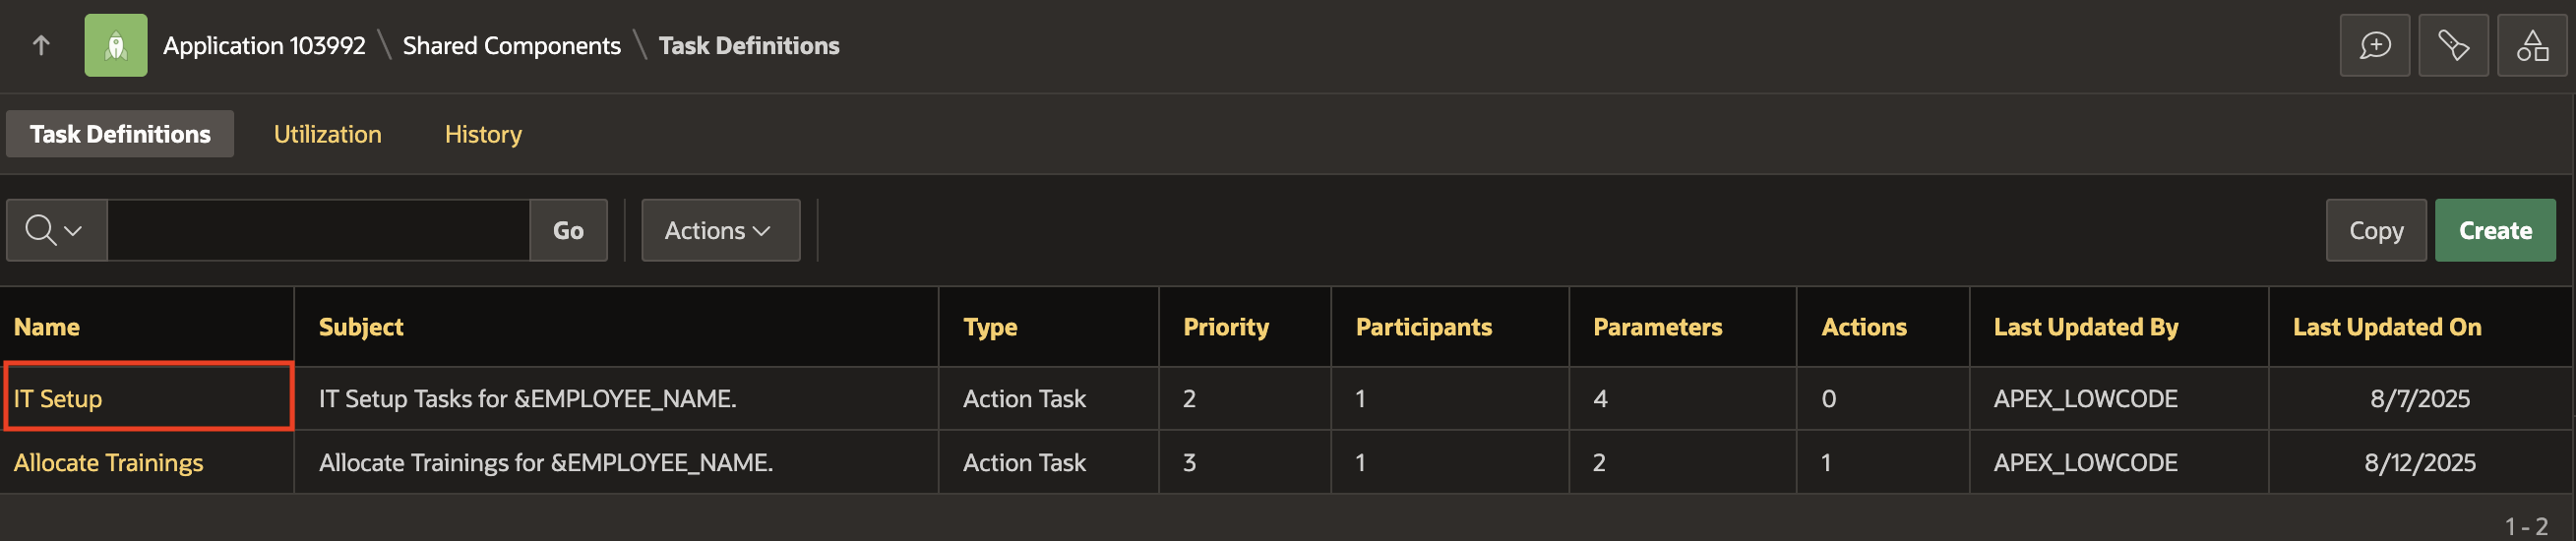 Application 103992 \ Shared Components \ Task Definitions
Task Definitions Utilization History
Go Actions Copy Create
Name Subject Type Priority Participants Parameters Actions Last Updated By Last Updated On
IT Setup IT Setup Tasks for &EMPLOYEE_NAME. Action Task 2 1 4 0 APEX_LOWCODE 8/7/2025
Allocate Trainings Allocate Trainings for &EMPLOYEE_NAME. Action Task 3 1 2 1 APEX_LOWCODE 8/12/2025
1 - 2